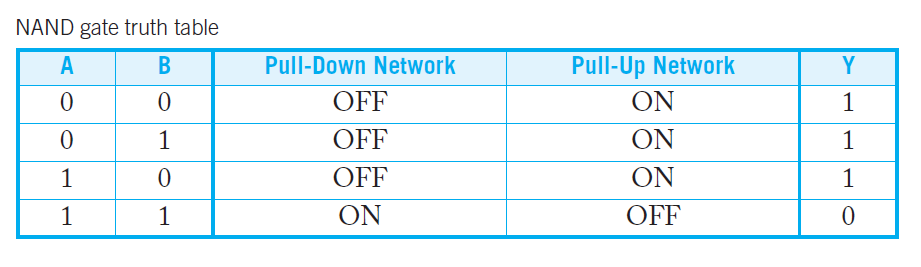 NAND gate truth table
A B Pull-Down Network Pull-Up Network Y
0 0 OFF ON 1
0 1 OFF ON 1
1 0 OFF ON 1
1 1 ON OFF 0